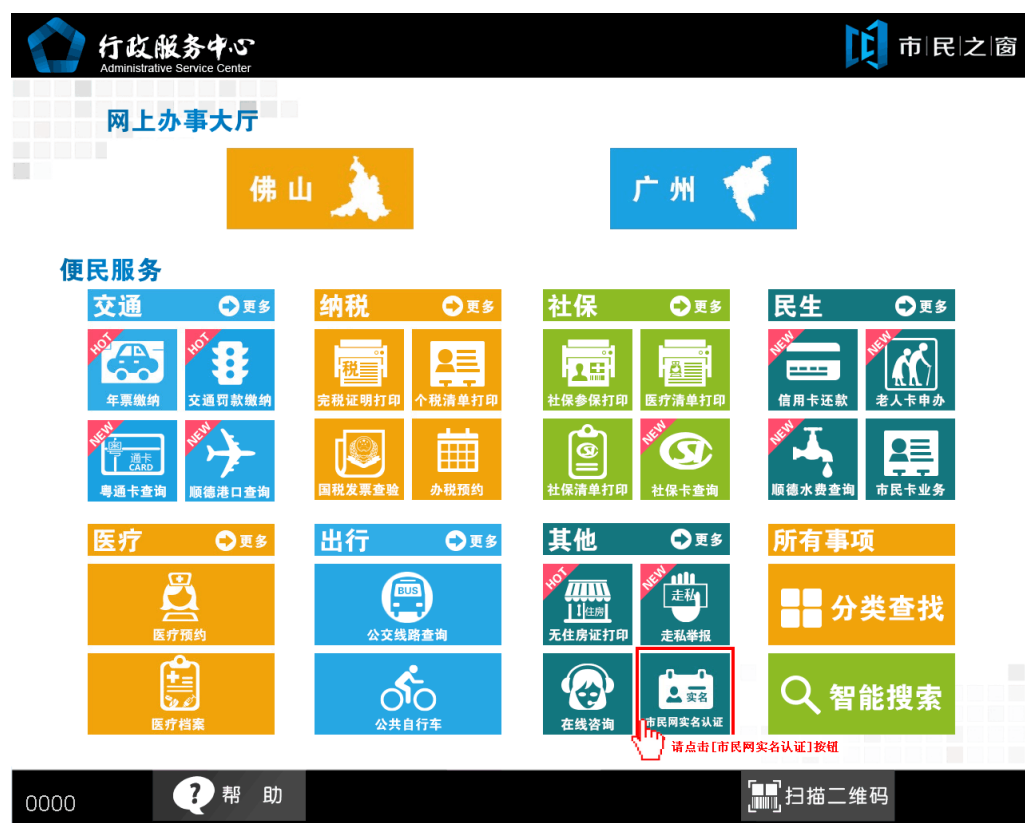 行政服务中心
Administrative Service Center
市民之窗
网上办事大厅
佛山
广州
便民服务
交通 更多
纳税 更多
社保 更多
民生 更多
HOT
HOT
税
NEW
NEW
年票缴纳
交通罚款缴纳
完税证明打印
个税清单打印
社保参保打印
医疗清单打印
信用卡还款
老人卡申办
NEW
粤
通卡
CARD
NEW
NEW
NEW
粤通卡查询
顺德港口查询
国税发票查验
办税预约
社保清单打印
社保卡查询
顺德水费查询
市民卡业务
医疗 更多
出行 更多
其他 更多
所有事项
医疗预约
BUS
公交线路查询
HOT
1住房
无住房证打印
NEW
走私
走私举报
分类查找
医疗档案
公共自行车
在线咨询
实名
市民网实名认证
智能搜索
请点击[市民网实名认证]按钮
0000
? 帮助
扫描二维码